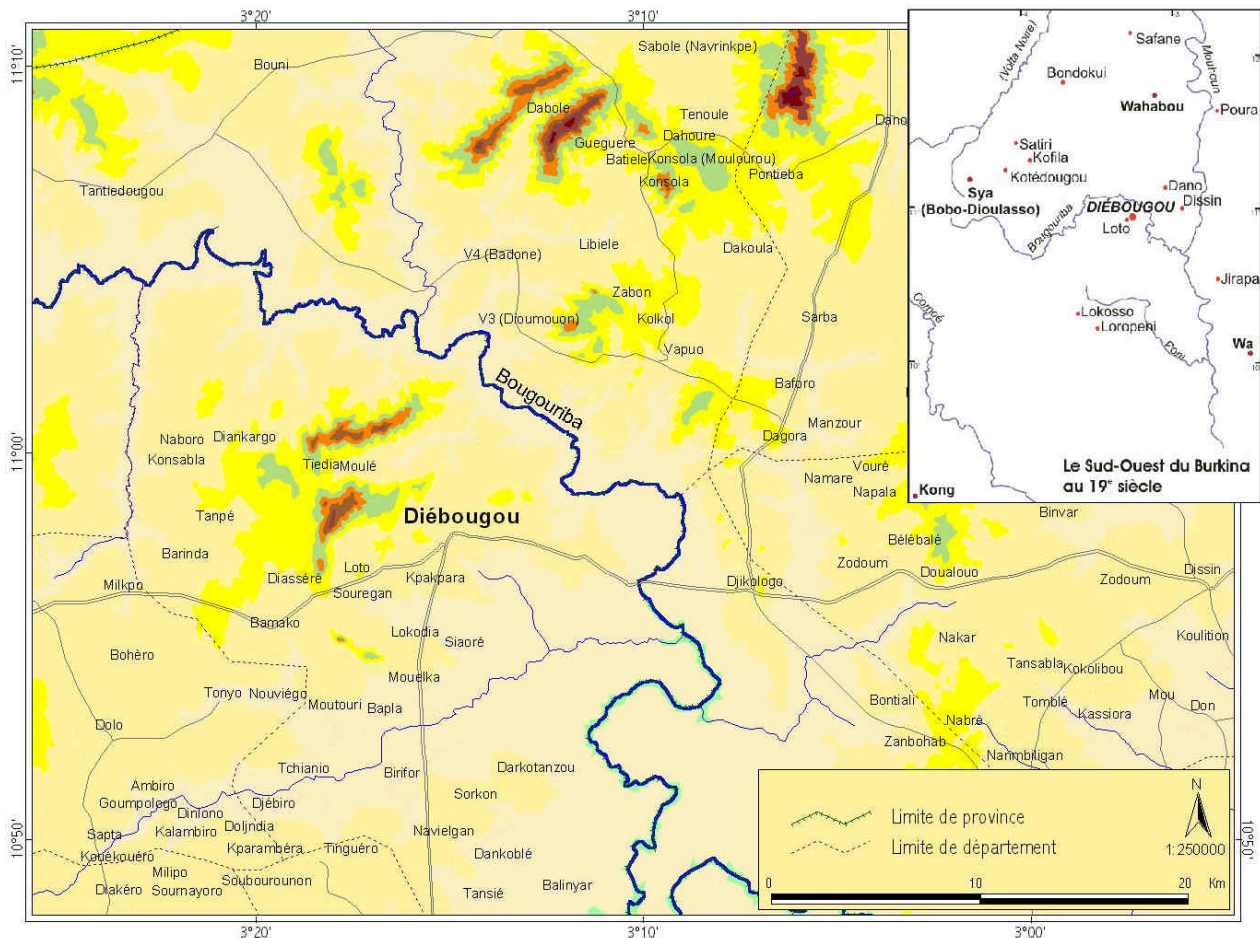 3°20'
3°10'
11°10'
11°00'
10°50'
10°50'
3°20'
3°10'
3°00'
Sabole (Navrinkpe)
Bouni
Dabole
Tenoule
Dano
Gueguere
Dahoure
Batiele
Konsola (Moulourou)
Pontieba
Konsola
Tantiedougou
Libiele
Dakoula
V4 (Badone)
Zabon
V3 (Dioumouon)
Kolkol
Sarba
Vapuo
Bougouriba
Baforo
Manzour
Dagora
Naboro
Diankargo
Konsabla
Tiedia
Moulé
Vouré
Namare
Napala
Tanpé
Diébougou
Binvar
Barinda
Bélébalé
Loto
Zodoum
Doualouo
Dissin
Diasséré
Kpakpara
Djikologo
Zodoum
Milkpo
Souregan
Bamako
Lokodia
Siaoré
Nakar
Koulition
Bohèro
Tansabla
Kokolibou
Mouelka
Tonyo
Nouviégo
Moutouri
Bapla
Bontiali
Tomblé
Mou
Don
Kassiora
Dolo
Nabré
Zanbohab
Nanmbiligan
Tchianio
Birifor
Darkotanzou
Ambiro
Sorkon
Goumpologo
Djébiro
Dinlono
Doljndia
Kalambiro
Navielgan
Sapta
Kparambéra
Tinguéro
Kouékouéro
Dankoblé
Milipo
Soubourounon
Diakéro
Sournayoro
Tansié
Balinyar
(Volta Noire)
Safane
Mouhoun
Bondokui
Wahabou
Poura
Satiri
Kofila
Kotédougou
Dano
Sya
(Bobo-Dioulasso)
DIÉBOUGOU
Dissin
Bougouriba
Loto
Jirapa
Comoé
Lokosso
Loropeni
Poni
Wa
Kong
Le Sud-Ouest du Burkina
au 19e siècle
Limite de province
Limite de département
N
1:250000
0 10 20 Km